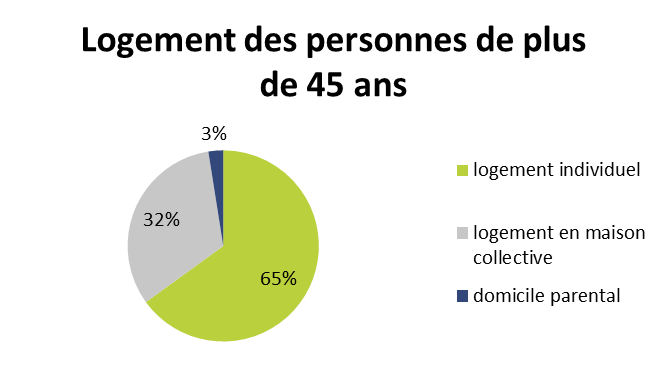 Logement des personnes de plus
de 45 ans
3%
logement individuel
32%
logement en maison
collective
65%
domicile parental